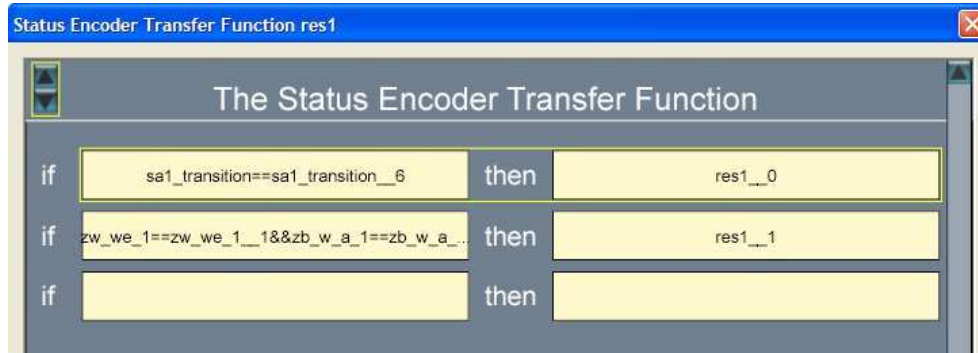 Status Encoder Transfer Function res1
The Status Encoder Transfer Function
if sa1_transition==sa1_transition__6 then res1__0
if zw_we_1==zw_we_1__1&&zb_w_a_1==zb_w_a_... then res1__1
if then